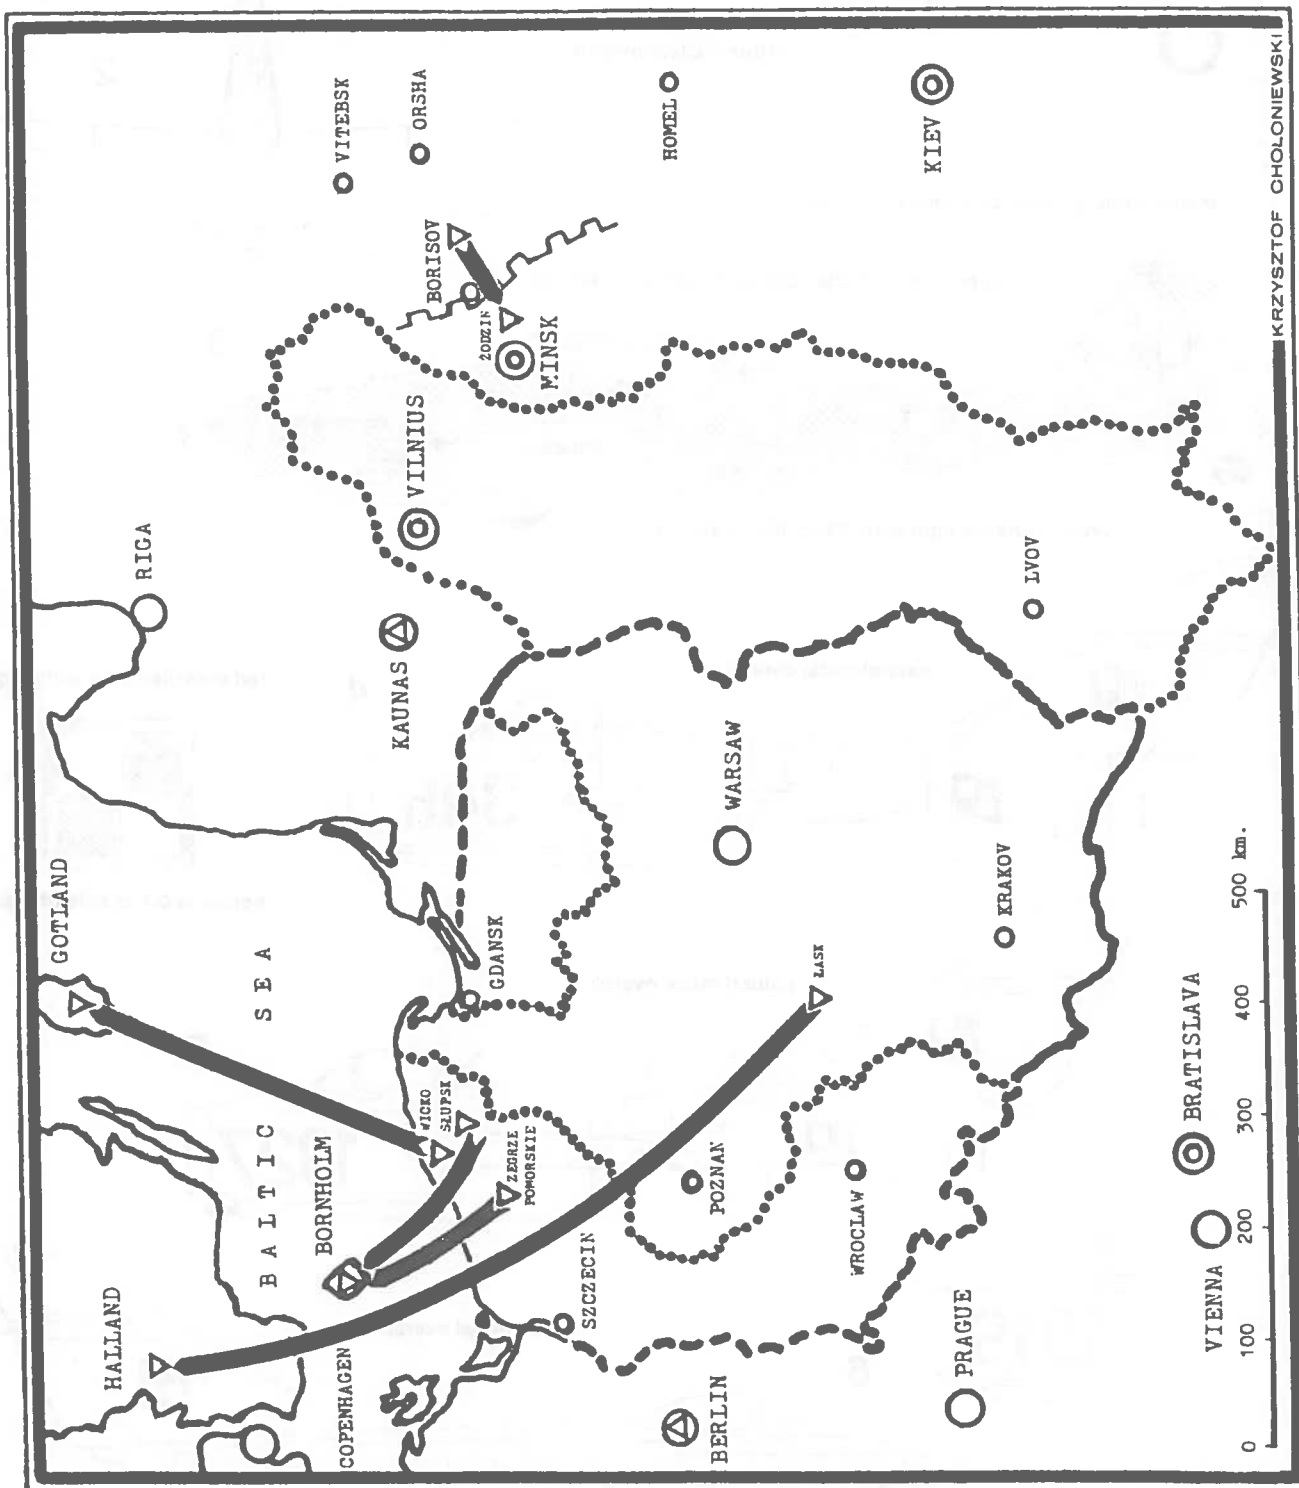 GOTLAND
RIGA
VITEBSK
ORSHA
HALLAND
BALTIC SEA
BORNHOLM
COPENHAGEN
KAUNAS
VILNIUS
BORISOV
ŻODZIN
MINSK
HOMEL
KIEV
WICKO
SŁUPSK
GDANSK
ZEGRZE
POMORSKIE
SZCZECIN
BERLIN
POZNAN
WARSAW
ŁASK
WROCLAW
KRAKOV
LVOV
PRAGUE
VIENNA
BRATISLAVA
0 100 200 300 400 500 km.
KRZYSZTOF CHOŁONIEWSKI